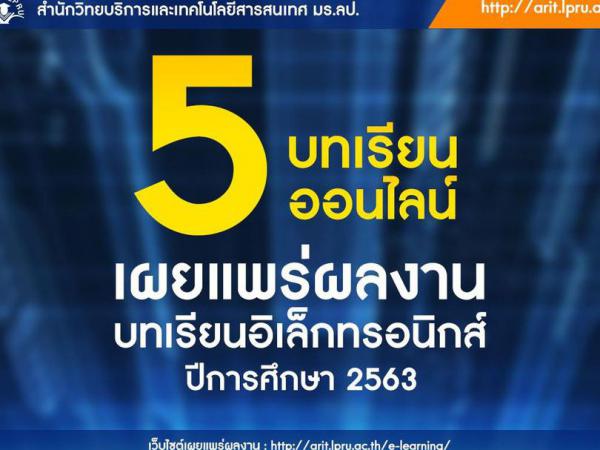 สำนักวิทยบริการและเทคโนโลยีสารสนเทศ มร.ลป.
http://arit.lpru.a
5 บทเรียน
ออนไลน์
เผยแพร่ผลงาน
บทเรียนอิเล็กทรอนิกส์
ปีการศึกษา 2563
เว็บไซต์เผยแพร่ผลงาน : http://arit.lpru.ac.th/e-learning/